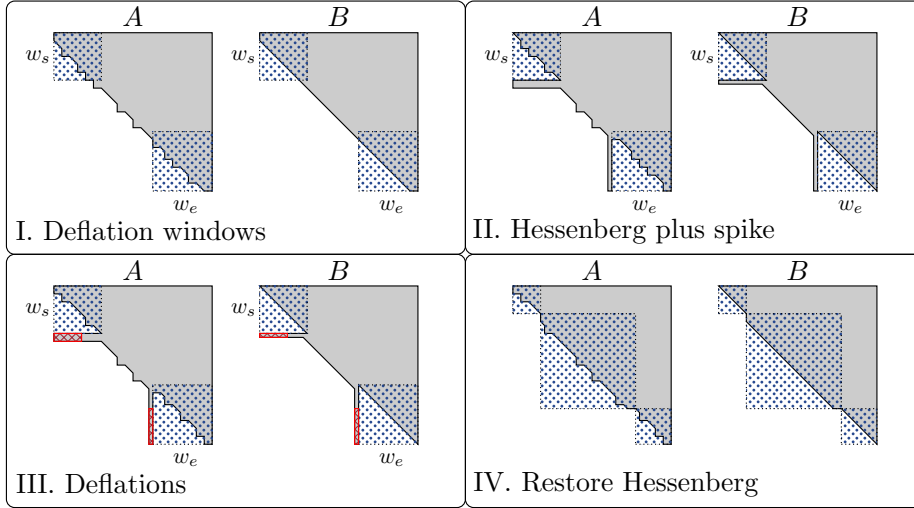 A B
w_s w_s
w_e w_e
I. Deflation windows
A B
w_s w_s
w_e w_e
II. Hessenberg plus spike
A B
w_s w_s
w_e w_e
III. Deflations
A B
IV. Restore Hessenberg